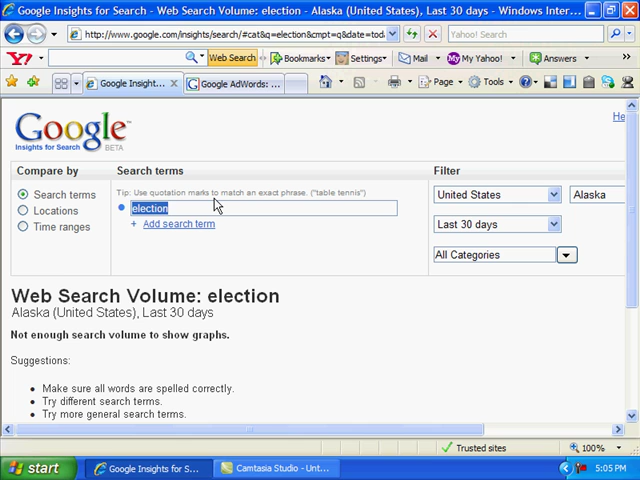 Google Insights for Search - Web Search Volume: election - Alaska (United States), Last 30 days - Windows Inter...
http://www.google.com/insights/search/#cat&q=election&cmpt=q&date=tod
Yahoo! Search
Y! Web Search Bookmarks Settings Mail My Yahoo! Answers
Google Insight... Google AdWords: ... Page Tools
Google™
Insights for Search BETA
He
Compare by Search terms Filter
Search terms Tip: Use quotation marks to match an exact phrase. ("table tennis") United States Alaska
Locations election
Time ranges + Add search term Last 30 days
All Categories
Web Search Volume: election
Alaska (United States), Last 30 days
Not enough search volume to show graphs.
Suggestions:
Make sure all words are spelled correctly.
Try different search terms.
Try more general search terms.
Trusted sites 100%
start Google Insights for S... Camtasia Studio - Unt... 5:05 PM